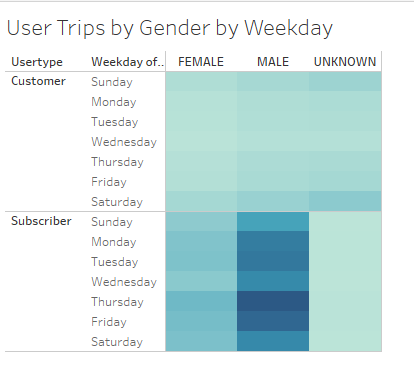 User Trips by Gender by Weekday
Usertype Weekday of.. FEMALE MALE UNKNOWN
Customer Sunday
Monday
Tuesday
Wednesday
Thursday
Friday
Saturday
Subscriber Sunday
Monday
Tuesday
Wednesday
Thursday
Friday
Saturday